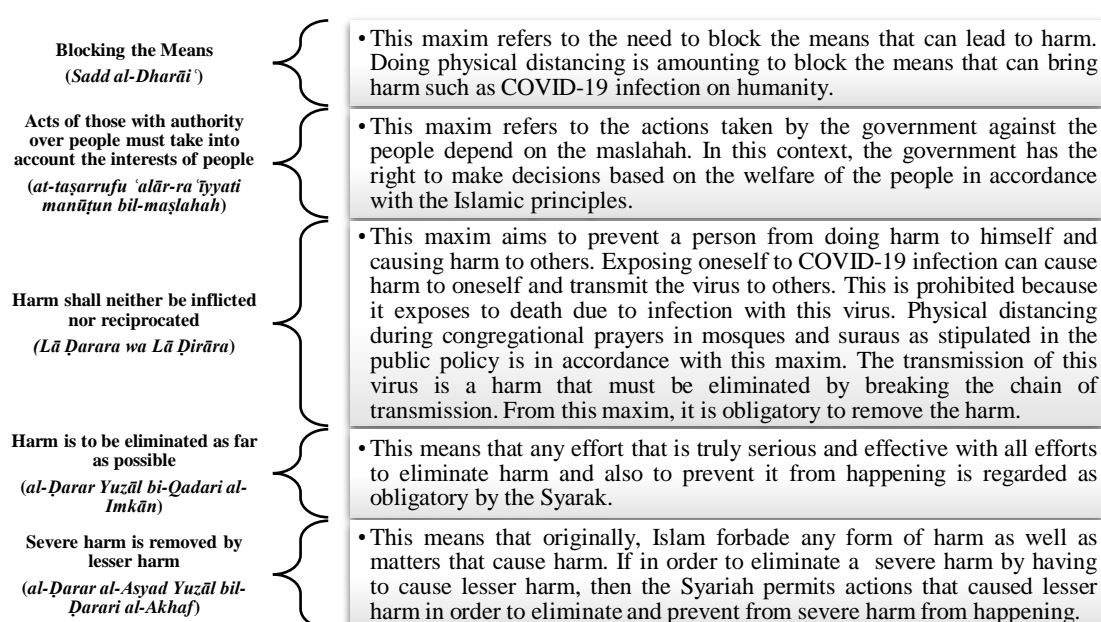 Blocking the Means
(Sadd al-Dharāiʿ)
• This maxim refers to the need to block the means that can lead to harm.
Doing physical distancing is amounting to block the means that can bring
harm such as COVID-19 infection on humanity.
Acts of those with authority
over people must take into
account the interests of people
(at-taṣarrufu ʿalār-raʿīyyati
manūṭun bil-maṣlahah)
• This maxim refers to the actions taken by the government against the
people depend on the maslahah. In this context, the government has the
right to make decisions based on the welfare of the people in accordance
with the Islamic principles.
Harm shall neither be inflicted
nor reciprocated
(Lā Ḍarara wa Lā Ḍirāra)
• This maxim aims to prevent a person from doing harm to himself and
causing harm to others. Exposing oneself to COVID-19 infection can cause
harm to oneself and transmit the virus to others. This is prohibited because
it exposes to death due to infection with this virus. Physical distancing
during congregational prayers in mosques and suraus as stipulated in the
public policy is in accordance with this maxim. The transmission of this
virus is a harm that must be eliminated by breaking the chain of
transmission. From this maxim, it is obligatory to remove the harm.
Harm is to be eliminated as far
as possible
(al-Ḍarar Yuzāl bi-Qadari al-
Imkān)
• This means that any effort that is truly serious and effective with all efforts
to eliminate harm and also to prevent it from happening is regarded as
obligatory by the Syarak.
Severe harm is removed by
lesser harm
(al-Ḍarar al-Asyad Yuzāl bil-
Ḍarari al-Akhaf)
• This means that originally, Islam forbade any form of harm as well as
matters that cause harm. If in order to eliminate a severe harm by having
to cause lesser harm, then the Syariah permits actions that caused lesser
harm in order to eliminate and prevent from severe harm from happening.